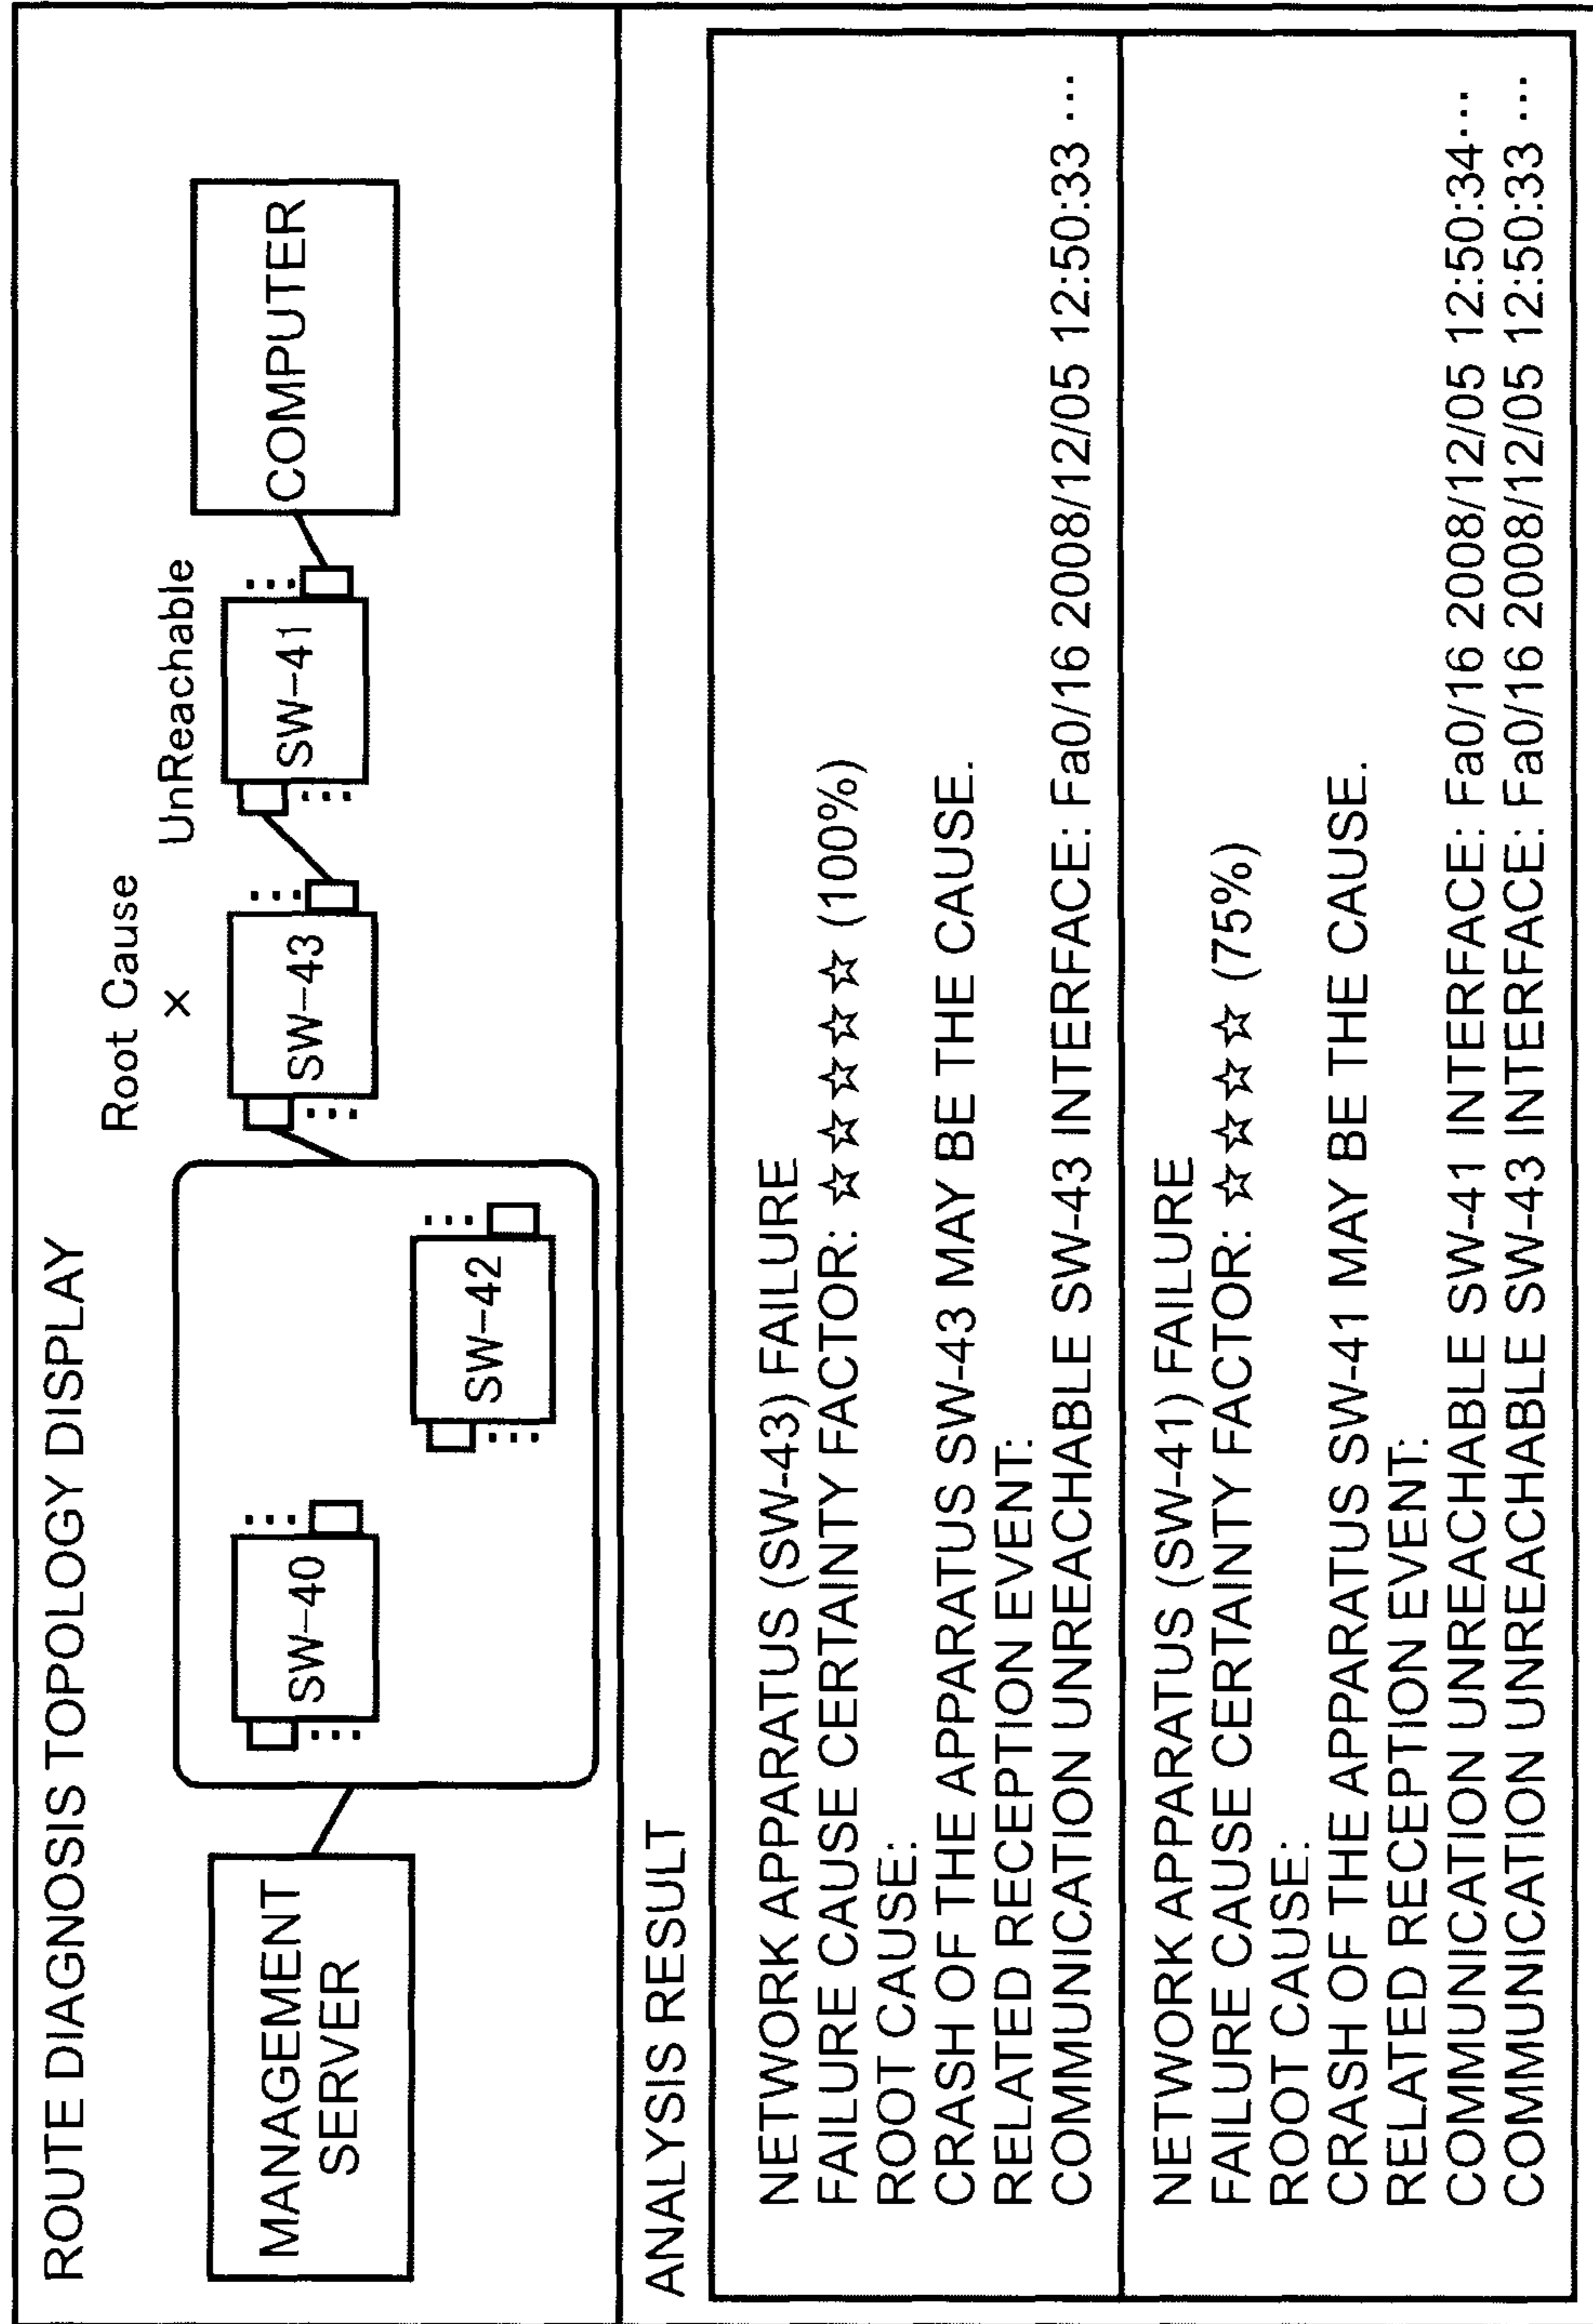 ROUTE DIAGNOSIS TOPOLOGY DISPLAY
MANAGEMENT
SERVER
SW-40
SW-42
Root Cause
×
SW-43
UnReachable
SW-41
COMPUTER
ANALYSIS RESULT
NETWORK APPARATUS (SW-43) FAILURE
FAILURE CAUSE CERTAINTY FACTOR: ☆☆☆☆☆ (100%)
ROOT CAUSE:
CRASH OF THE APPARATUS SW-43 MAY BE THE CAUSE.
RELATED RECEPTION EVENT:
COMMUNICATION UNREACHABLE SW-43 INTERFACE: Fa0/16 2008/12/05 12:50:33 ...
NETWORK APPARATUS (SW-41) FAILURE
FAILURE CAUSE CERTAINTY FACTOR: ☆☆☆☆ (75%)
ROOT CAUSE:
CRASH OF THE APPARATUS SW-41 MAY BE THE CAUSE.
RELATED RECEPTION EVENT:
COMMUNICATION UNREACHABLE SW-41 INTERFACE: Fa0/16 2008/12/05 12:50:34...
COMMUNICATION UNREACHABLE SW-43 INTERFACE: Fa0/16 2008/12/05 12:50:33 ...